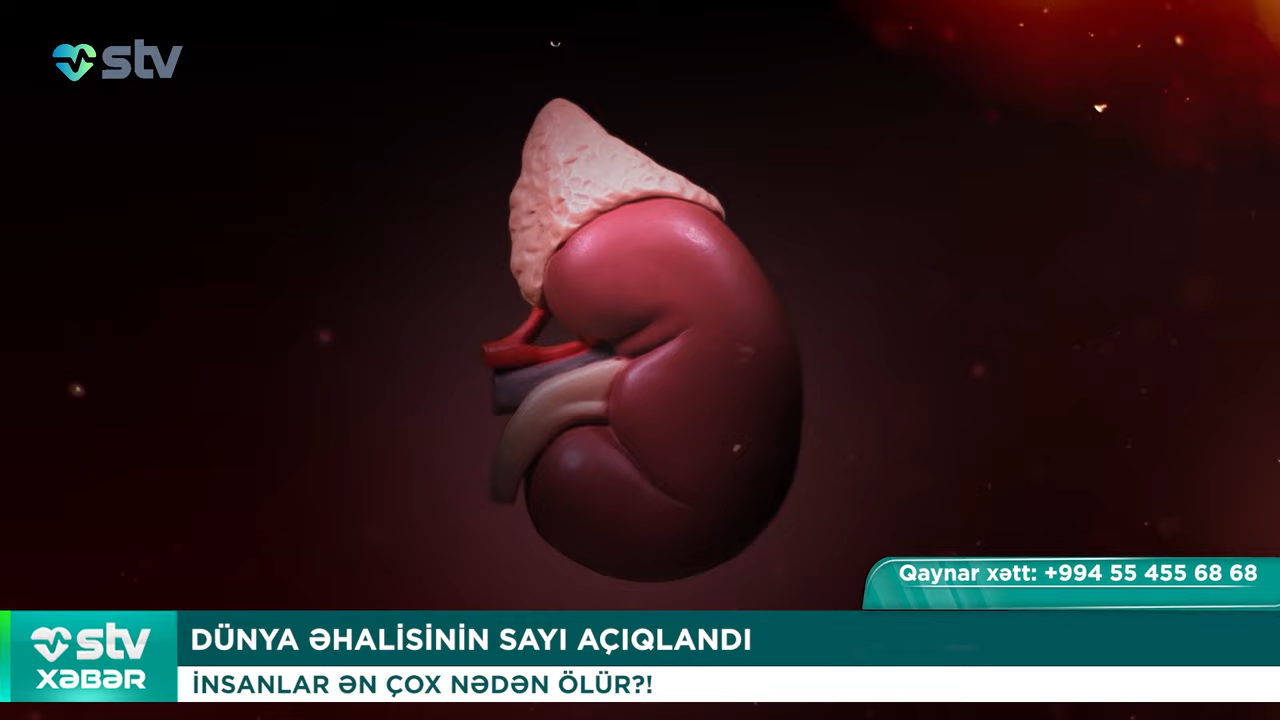 stv
Qaynar xətt: +994 55 455 68 68
stv
XƏBƏR
DÜNYA ƏHALİSİNİN SAYI AÇIQLANDI
İNSANLAR ƏN ÇOX NƏDƏN ÖLÜR?!